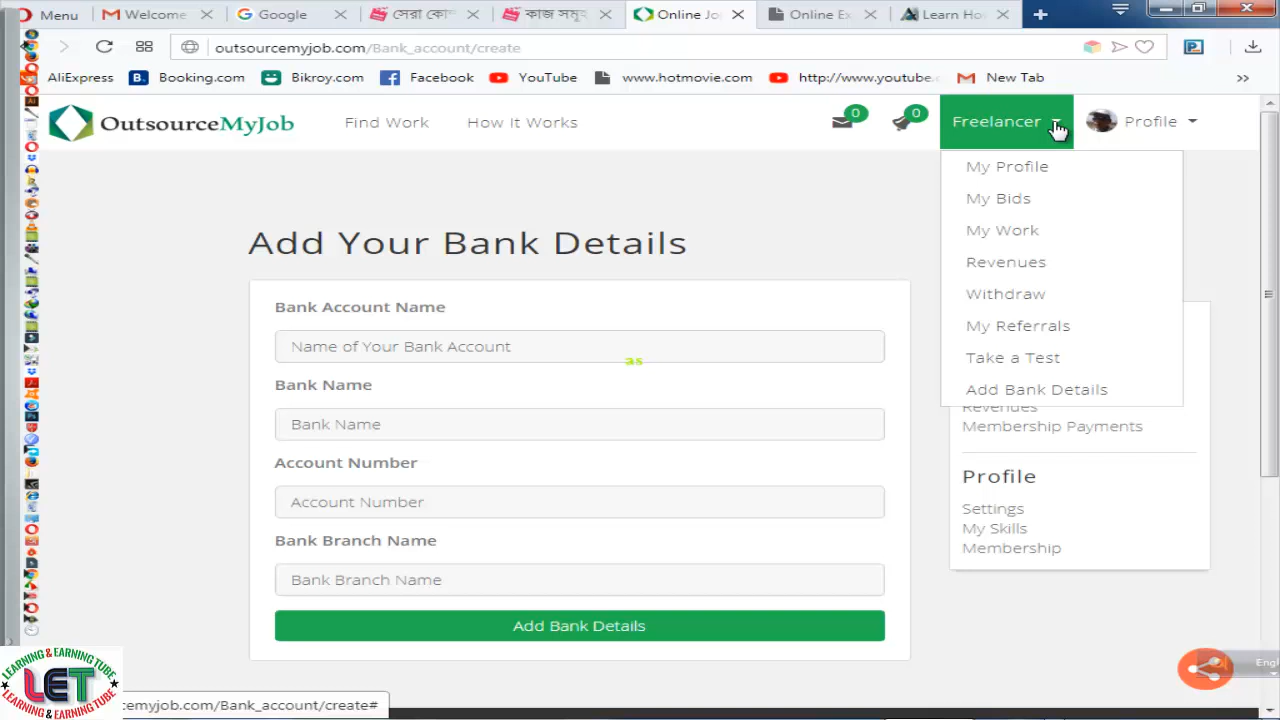 Menu Welcome Google সেরা কো কাজ সমূহ Online Jo Online E Learn Ho
outsourcemyjob.com/Bank_account/create
AliExpress B. Booking.com Bikroy.com Facebook YouTube www.hotmovie.com http://www.youtube. New Tab »
OutsourceMyJob Find Work How It Works 0 0 Freelancer Profile
My Profile
My Bids
My Work
Revenues
Withdraw
My Referrals
Take a Test
Add Bank Details
Add Your Bank Details
Bank Account Name
Name of Your Bank Account
as
Bank Name
Bank Name
Account Number
Account Number
Bank Branch Name
Bank Branch Name
Add Bank Details
Revenues
Membership Payments
Profile
Settings
My Skills
Membership
Engl
LEARNING & EARNING TUBE
LET
LEARNING & EARNING TUBE
cemyjob.com/Bank_account/create#